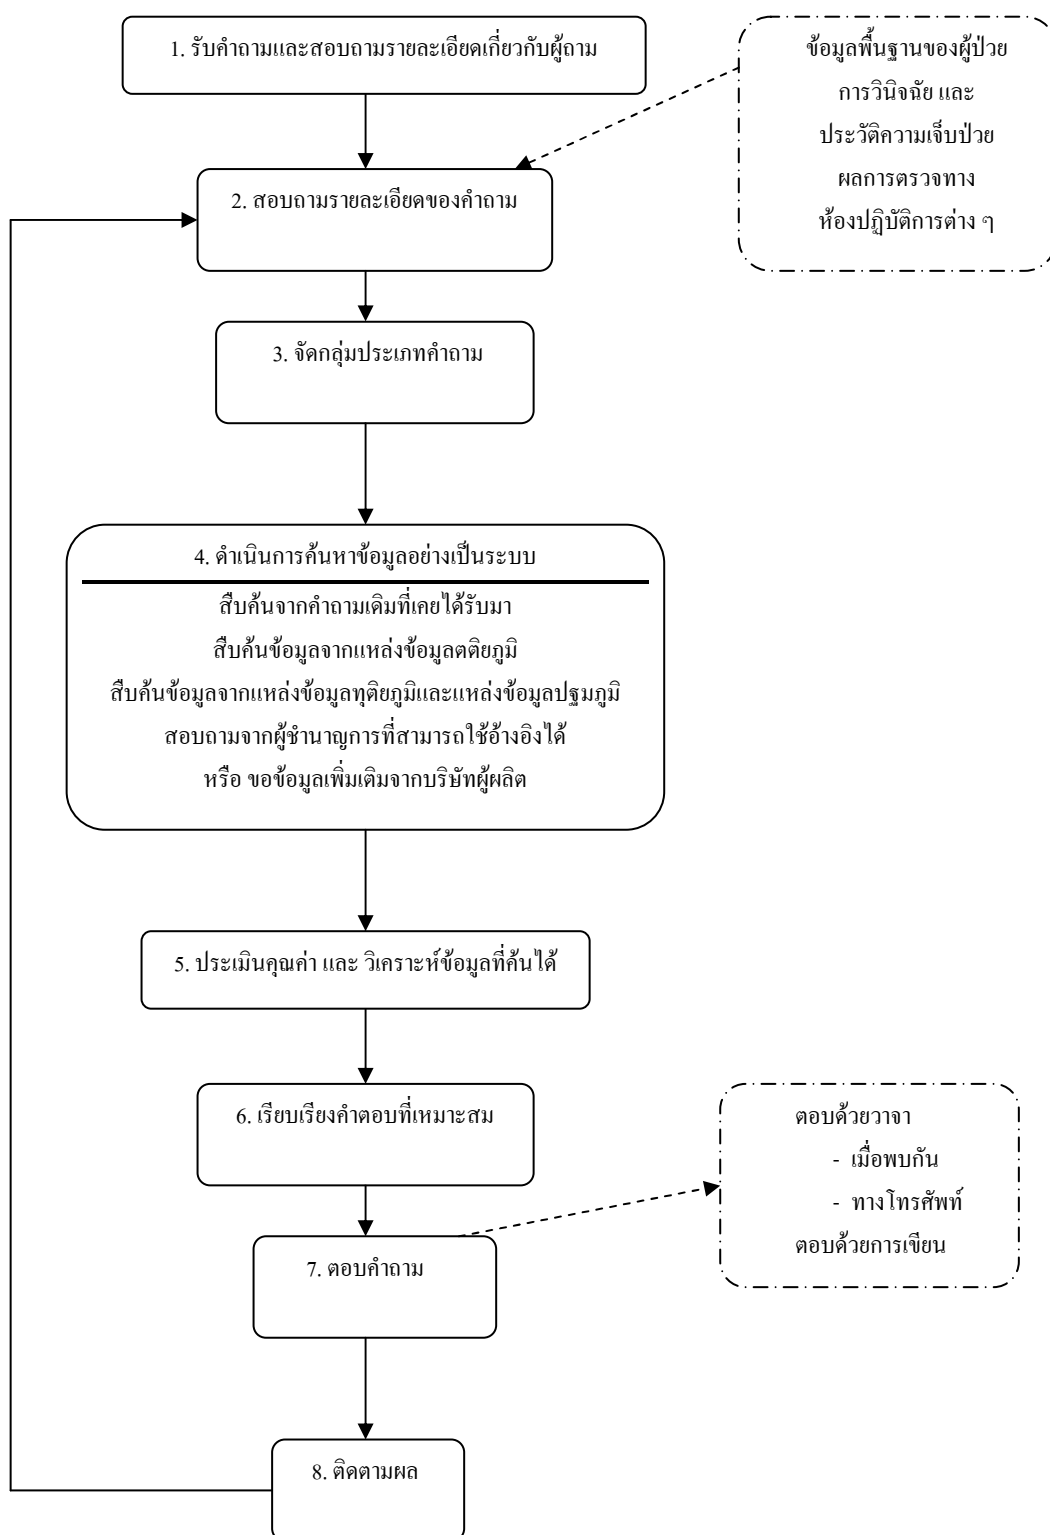 1. รับคำถามและสอบถามรายละเอียดเกี่ยวกับผู้ถาม
ข้อมูลพื้นฐานของผู้ป่วย
การวินิจฉัย และ
ประวัติความเจ็บป่วย
ผลการตรวจทาง
ห้องปฏิบัติการต่าง ๆ
2. สอบถามรายละเอียดของคำถาม
3. จัดกลุ่มประเภทคำถาม
4. ดำเนินการค้นหาข้อมูลอย่างเป็นระบบ
สืบค้นจากคำถามเดิมที่เคยได้รับมา
สืบค้นข้อมูลจากแหล่งข้อมูลตติยภูมิ
สืบค้นข้อมูลจากแหล่งข้อมูลทุติยภูมิและแหล่งข้อมูลปฐมภูมิ
สอบถามจากผู้ชำนาญการที่สามารถใช้อ้างอิงได้
หรือ ขอข้อมูลเพิ่มเติมจากบริษัทผู้ผลิต
5. ประเมินคุณค่า และ วิเคราะห์ข้อมูลที่ค้นได้
6. เรียบเรียงคำตอบที่เหมาะสม
ตอบด้วยวาจา
- เมื่อพบกัน
- ทางโทรศัพท์
ตอบด้วยการเขียน
7. ตอบคำถาม
8. ติดตามผล